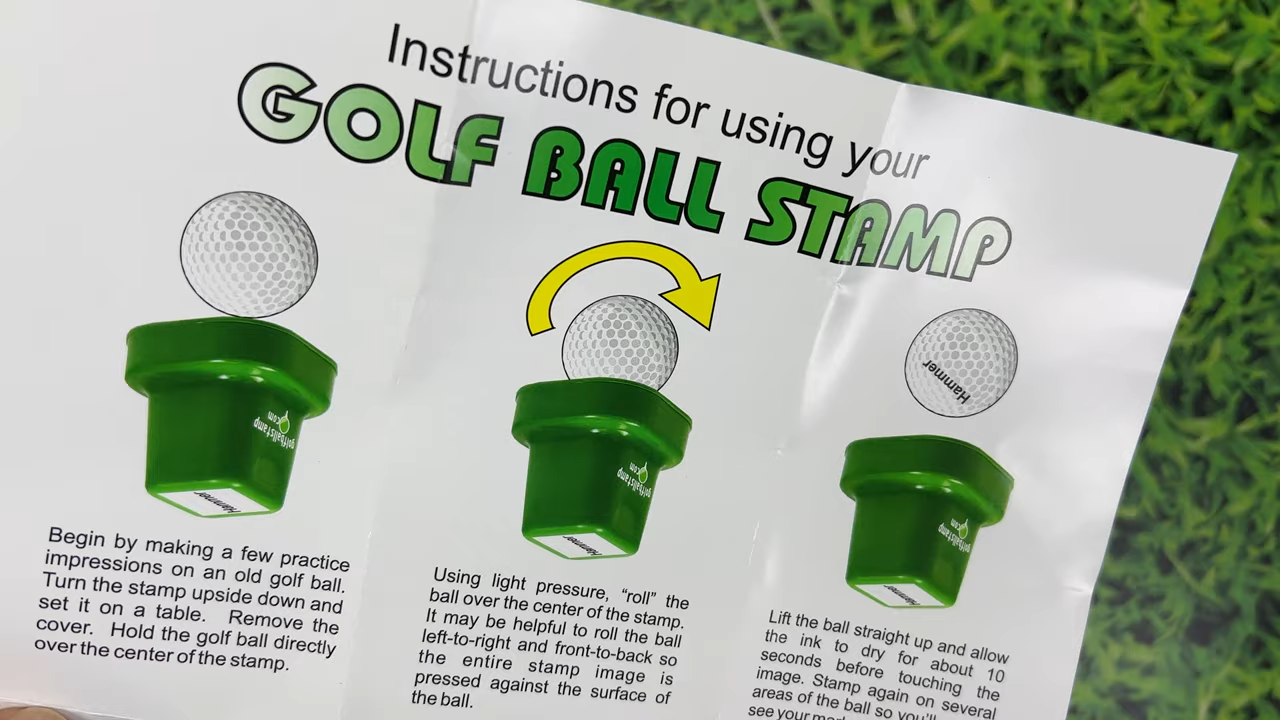 Instructions for using your
GOLF BALL STAMP
golfballstamp
.com
Hammer
Begin by making a few practice
impressions on an old golf ball.
Turn the stamp upside down and
set it on a table. Remove the
cover. Hold the golf ball directly
over the center of the stamp.
golfballstamp
.com
Hammer
Using light pressure, “roll” the
ball over the center of the stamp.
It may be helpful to roll the ball
left-to-right and front-to-back so
the entire stamp image is
pressed against the surface of
the ball.
Hammer
golfballstamp
.com
Hammer
Lift the ball straight up and allow
the ink to dry for about 10
seconds before touching the
image. Stamp again on several
areas of the ball so you'll
see your